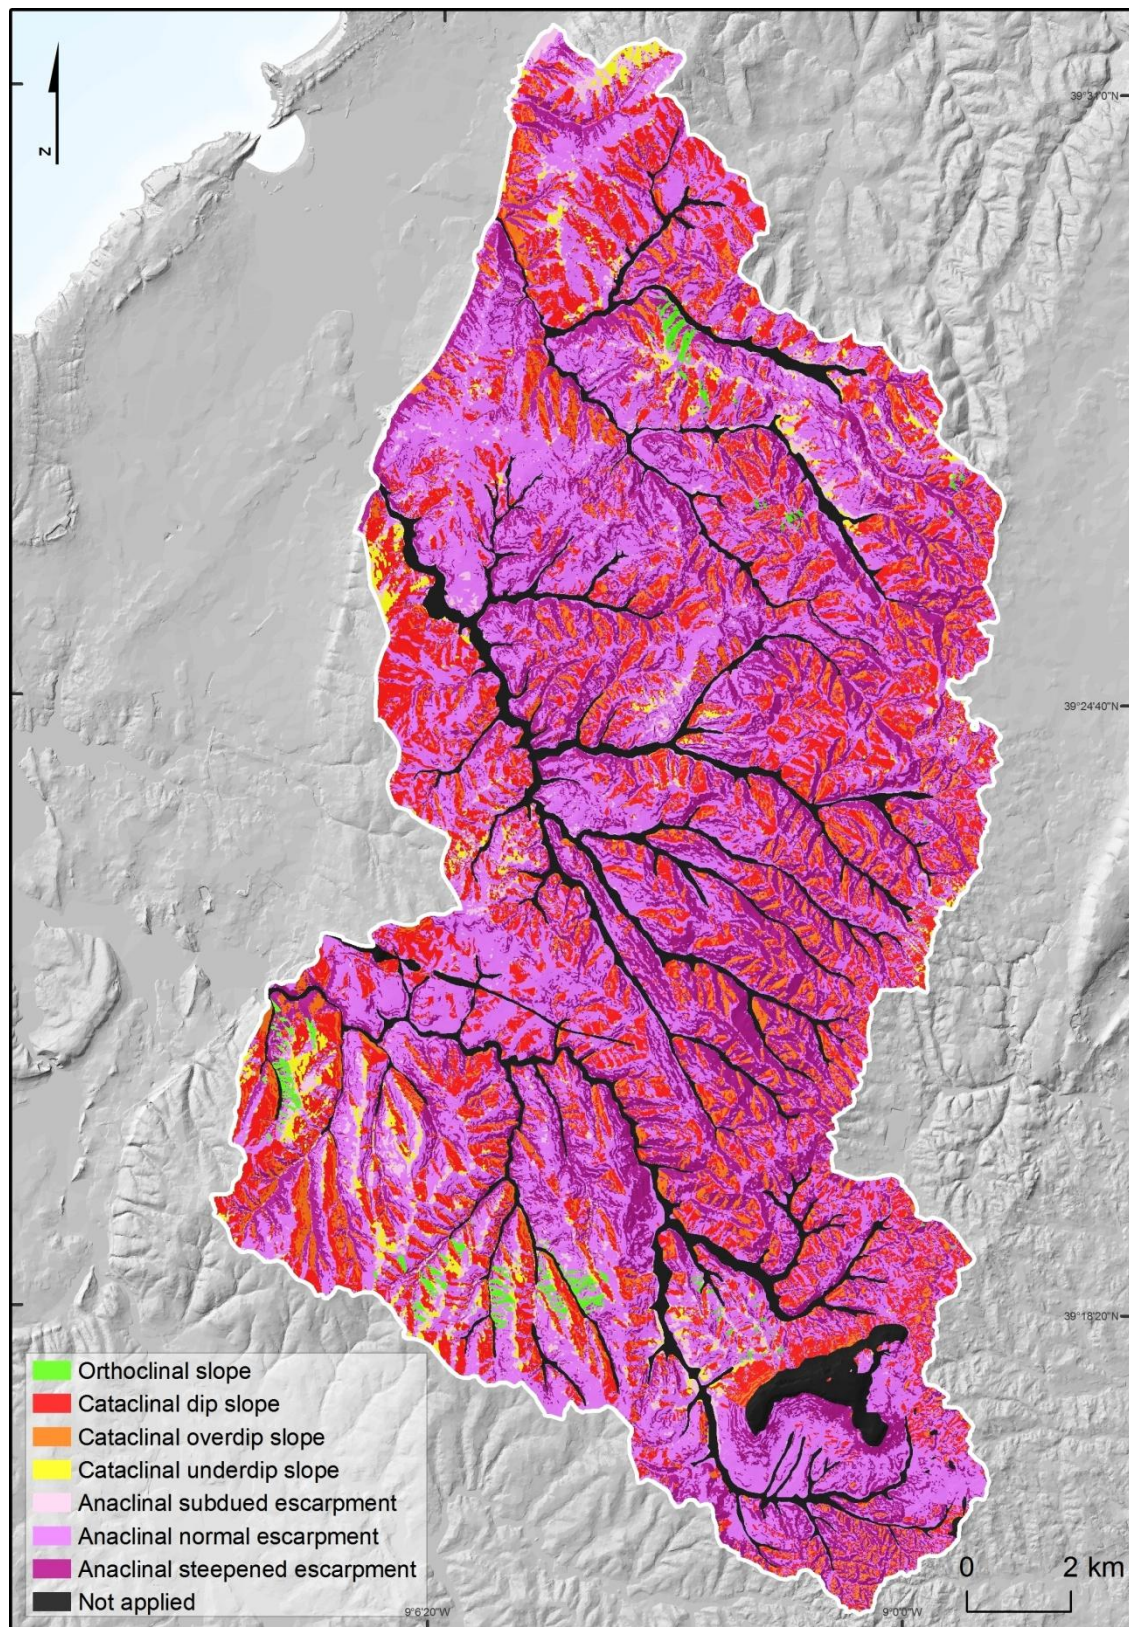 N
39°31'0"N
39°24'40"N
39°18'20"N
Orthoclinal slope
Cataclinal dip slope
Cataclinal overdip slope
Cataclinal underdip slope
Anaclinal subdued escarpment
Anaclinal normal escarpment
Anaclinal steepened escarpment
Not applied
0 2 km
9°6'20"W
9°0'0"W